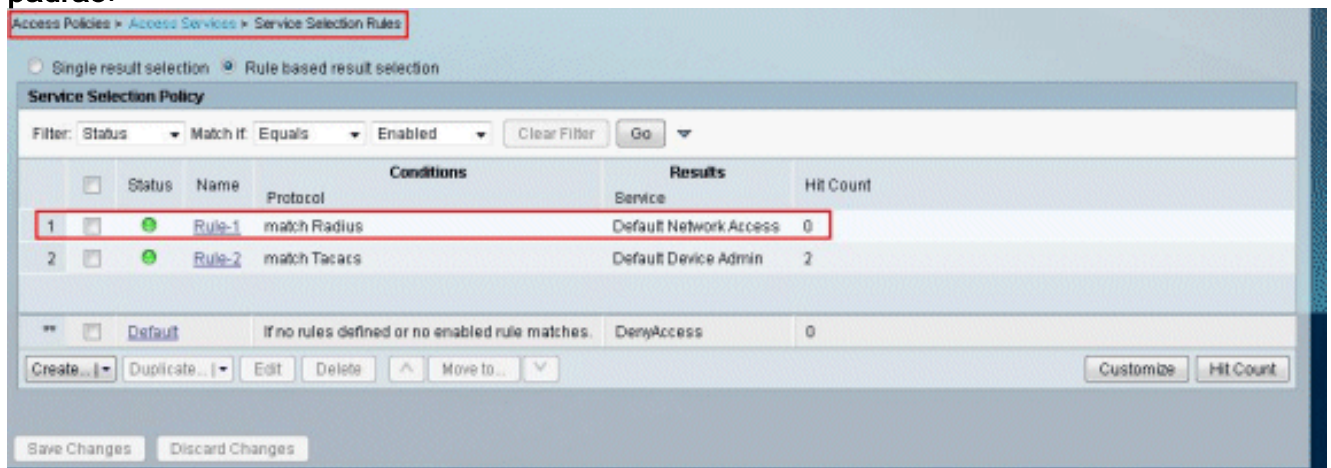 padrão.
Access Policies > Access Services > Service Selection Rules
Single result selection Rule based result selection
Service Selection Policy
Filter: Status Match if: Equals Enabled Clear Filter Go
Conditions Results
Status Name Protocol Service Hit Count
1 Rule-1 match Radius Default Network Access 0
2 Rule-2 match Tacacs Default Device Admin 2
** Default If no rules defined or no enabled rule matches. DenyAccess 0
Create... Duplicate... Edit Delete Move to... Customize Hit Count
Save Changes Discard Changes